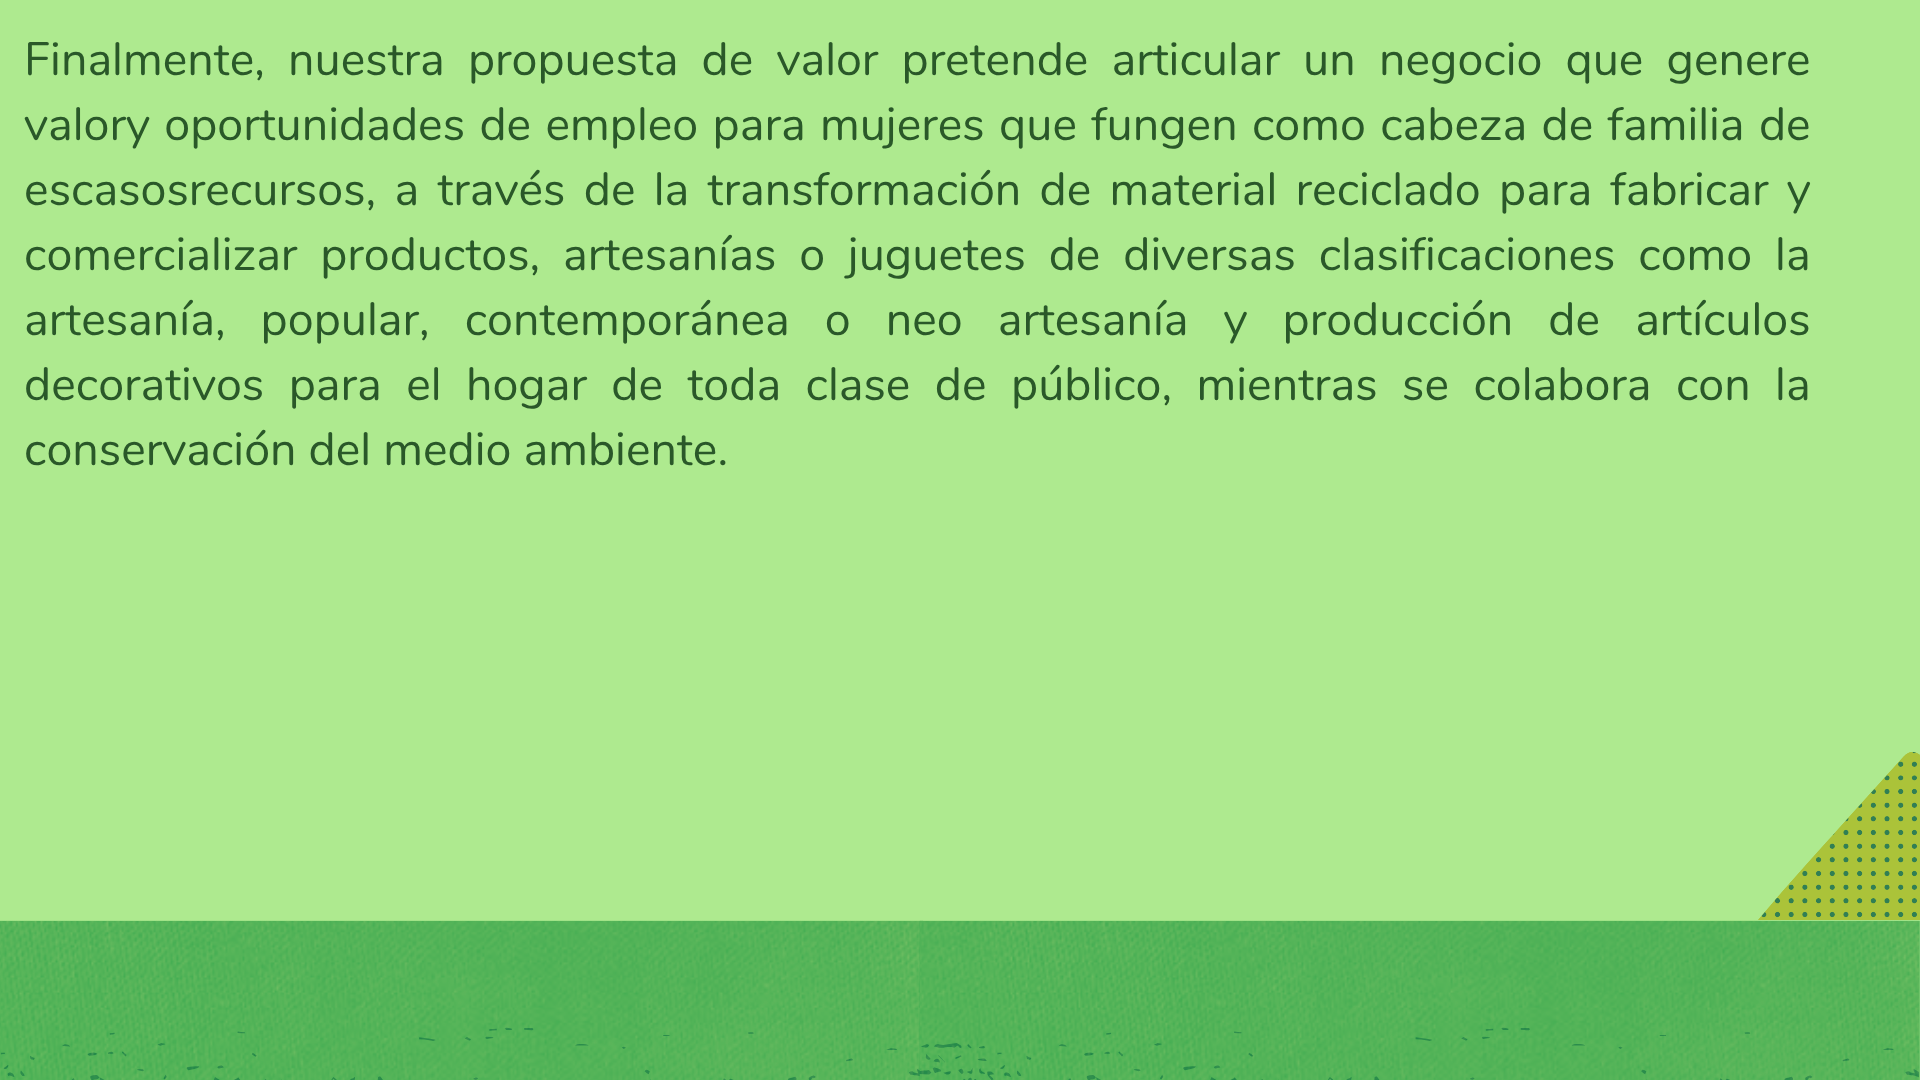 Finalmente, nuestra propuesta de valor pretende articular un negocio que genere
valory oportunidades de empleo para mujeres que fungen como cabeza de familia de
escasosrecursos, a través de la transformación de material reciclado para fabricar y
comercializar productos, artesanías o juguetes de diversas clasificaciones como la
artesanía, popular, contemporánea o neo artesanía y producción de artículos
decorativos para el hogar de toda clase de público, mientras se colabora con la
conservación del medio ambiente.